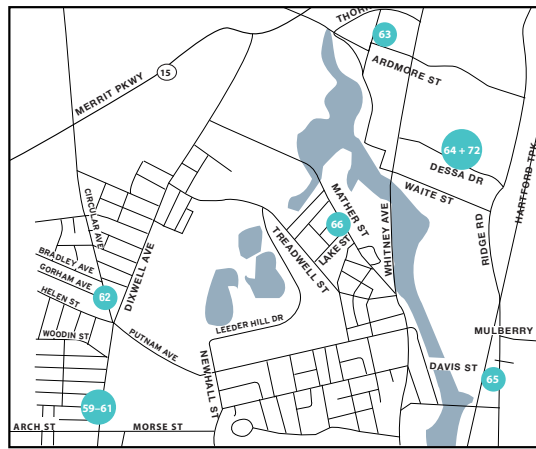 THORN
63
ARDMORE ST
MERRIT PKWY
15
64 + 72
DESSA DR
WAITE ST
HARTFORD TPK
CIRCULAR AVE
MATHER ST
66
LAKE ST
TREADWELL ST
WHITNEY AVE
RIDGE RD
BRADLEY AVE
GORHAM AVE
HELEN ST
62
DIXWELL AVE
WOODIN ST
PUTNAM AVE
LEEDER HILL DR
NEWHALL ST
MULBERRY
DAVIS ST
65
59–61
ARCH ST
MORSE ST